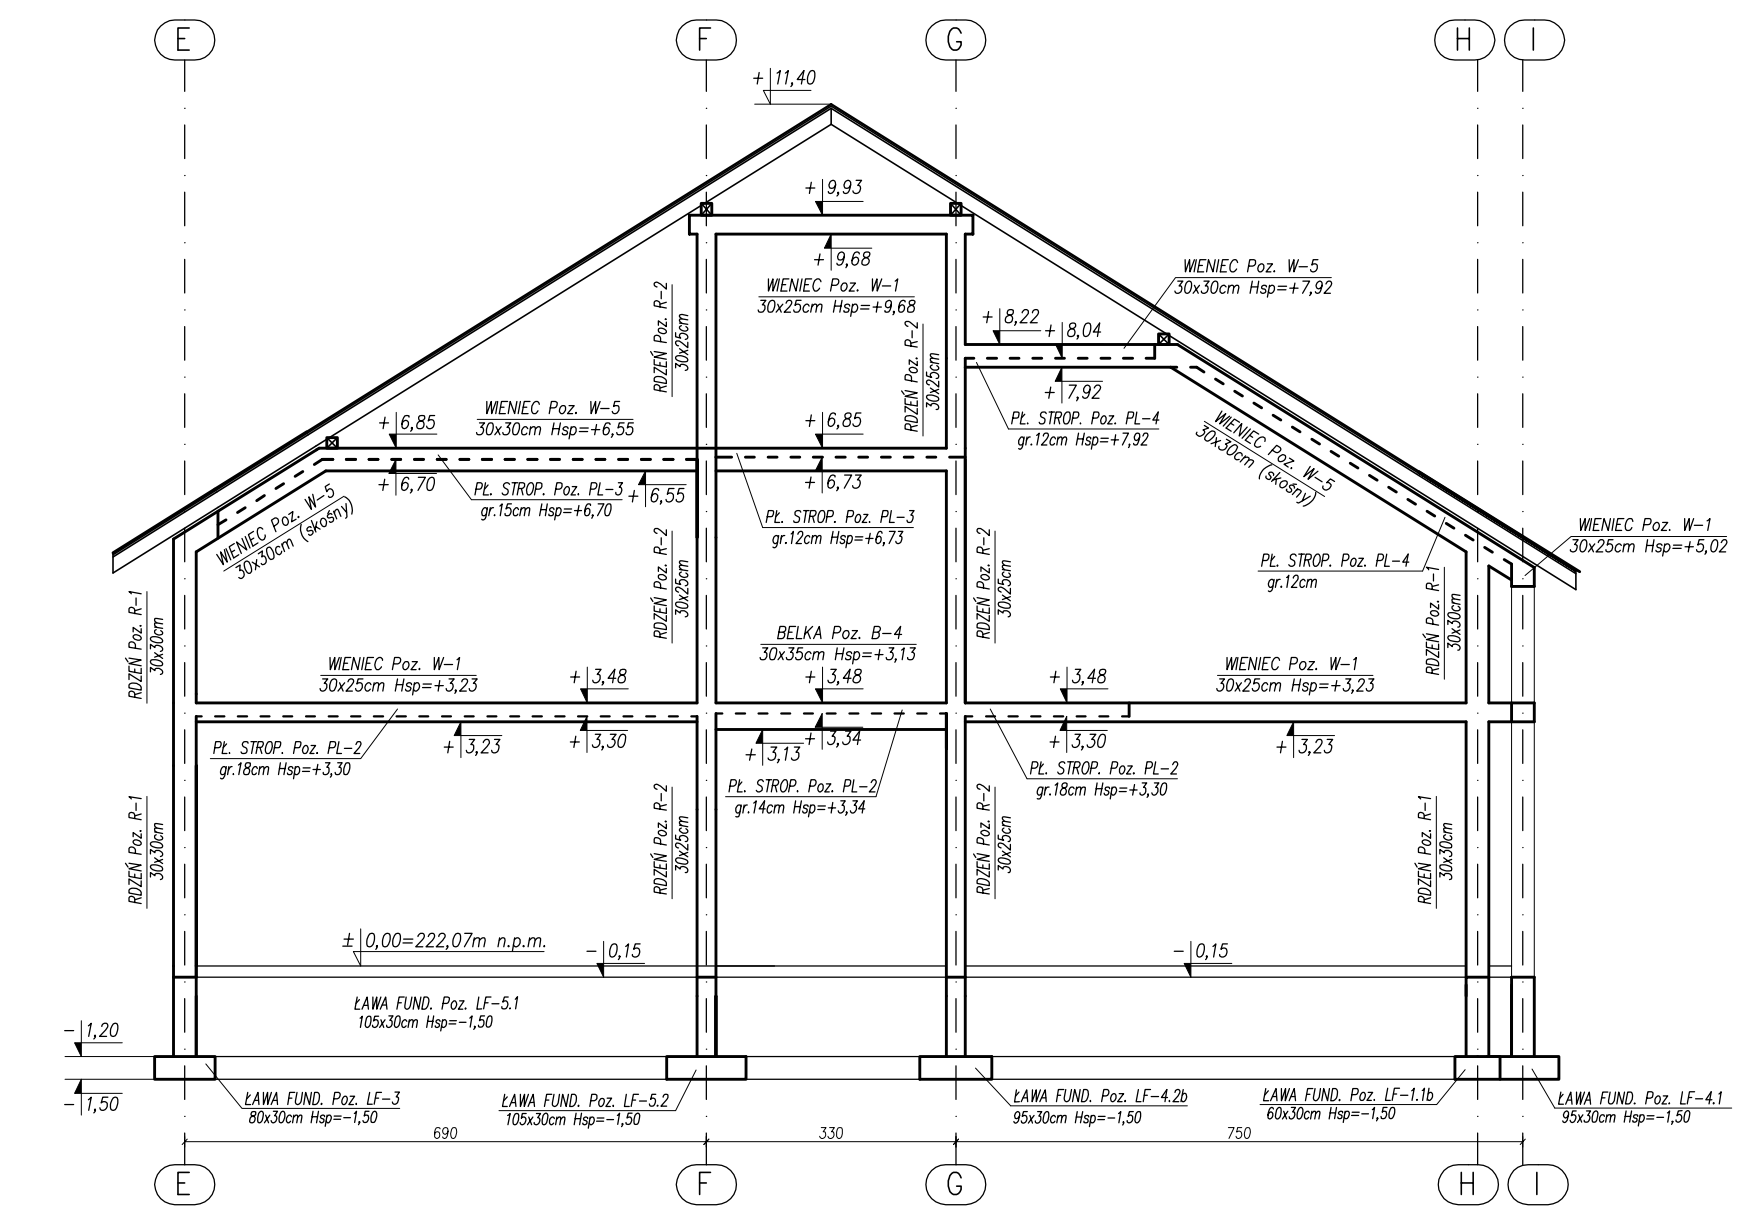 E F G H I
+ 11,40
+ 9,93
+ 9,68
WIENIEC Poz. W-1
30x25cm Hsp=+9,68
RDZEŃ Poz. R-2
30x25cm
RDZEŃ Poz. R-2
30x25cm
WIENIEC Poz. W-5
30x30cm Hsp=+7,92
+ 8,22
+ 8,04
+ 7,92
PŁ. STROP. Poz. PL-4
gr.12cm Hsp=+7,92
WIENIEC Poz. W-5
30x30cm (skośny)
WIENIEC Poz. W-5
30x30cm Hsp=+6,55
+ 6,85
+ 6,85
+ 6,70
+ 6,55
+ 6,73
PŁ. STROP. Poz. PL-3
gr.15cm Hsp=+6,70
PŁ. STROP. Poz. PL-3
gr.12cm Hsp=+6,73
WIENIEC Poz. W-5
30x30cm (skośny)
WIENIEC Poz. W-1
30x25cm Hsp=+5,02
PŁ. STROP. Poz. PL-4
gr.12cm
RDZEŃ Poz. R-1
30x30cm
RDZEŃ Poz. R-2
30x25cm
RDZEŃ Poz. R-2
30x25cm
RDZEŃ Poz. R-1
30x30cm
BELKA Poz. B-4
30x35cm Hsp=+3,13
WIENIEC Poz. W-1
30x25cm Hsp=+3,23
WIENIEC Poz. W-1
30x25cm Hsp=+3,23
+ 3,48
+ 3,48
+ 3,48
+ 3,23
+ 3,30
+ 3,13
+ 3,34
+ 3,30
+ 3,23
PŁ. STROP. Poz. PL-2
gr.18cm Hsp=+3,30
PŁ. STROP. Poz. PL-2
gr.14cm Hsp=+3,34
PŁ. STROP. Poz. PL-2
gr.18cm Hsp=+3,30
RDZEŃ Poz. R-1
30x30cm
RDZEŃ Poz. R-2
30x25cm
RDZEŃ Poz. R-2
30x25cm
RDZEŃ Poz. R-1
30x30cm
± 0,00=222,07m n.p.m.
- 0,15
- 0,15
ŁAWA FUND. Poz. LF-5.1
105x30cm Hsp=-1,50
- 1,20
- 1,50
ŁAWA FUND. Poz. LF-3
80x30cm Hsp=-1,50
ŁAWA FUND. Poz. LF-5.2
105x30cm Hsp=-1,50
ŁAWA FUND. Poz. LF-4.2b
95x30cm Hsp=-1,50
ŁAWA FUND. Poz. LF-1.1b
60x30cm Hsp=-1,50
ŁAWA FUND. Poz. LF-4.1
95x30cm Hsp=-1,50
690 330 750
E F G H I